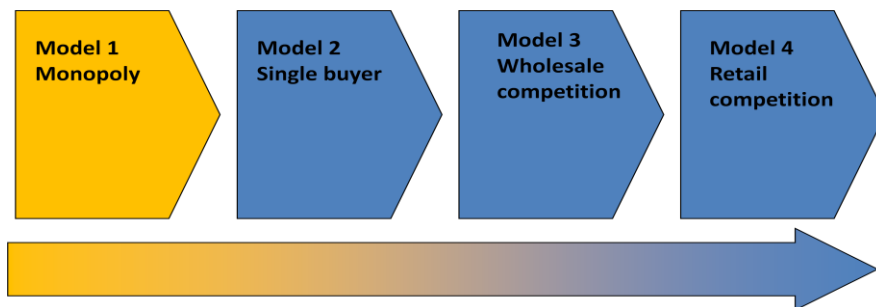 Model 1
Monopoly
Model 2
Single buyer
Model 3
Wholesale
competition
Model 4
Retail
competition